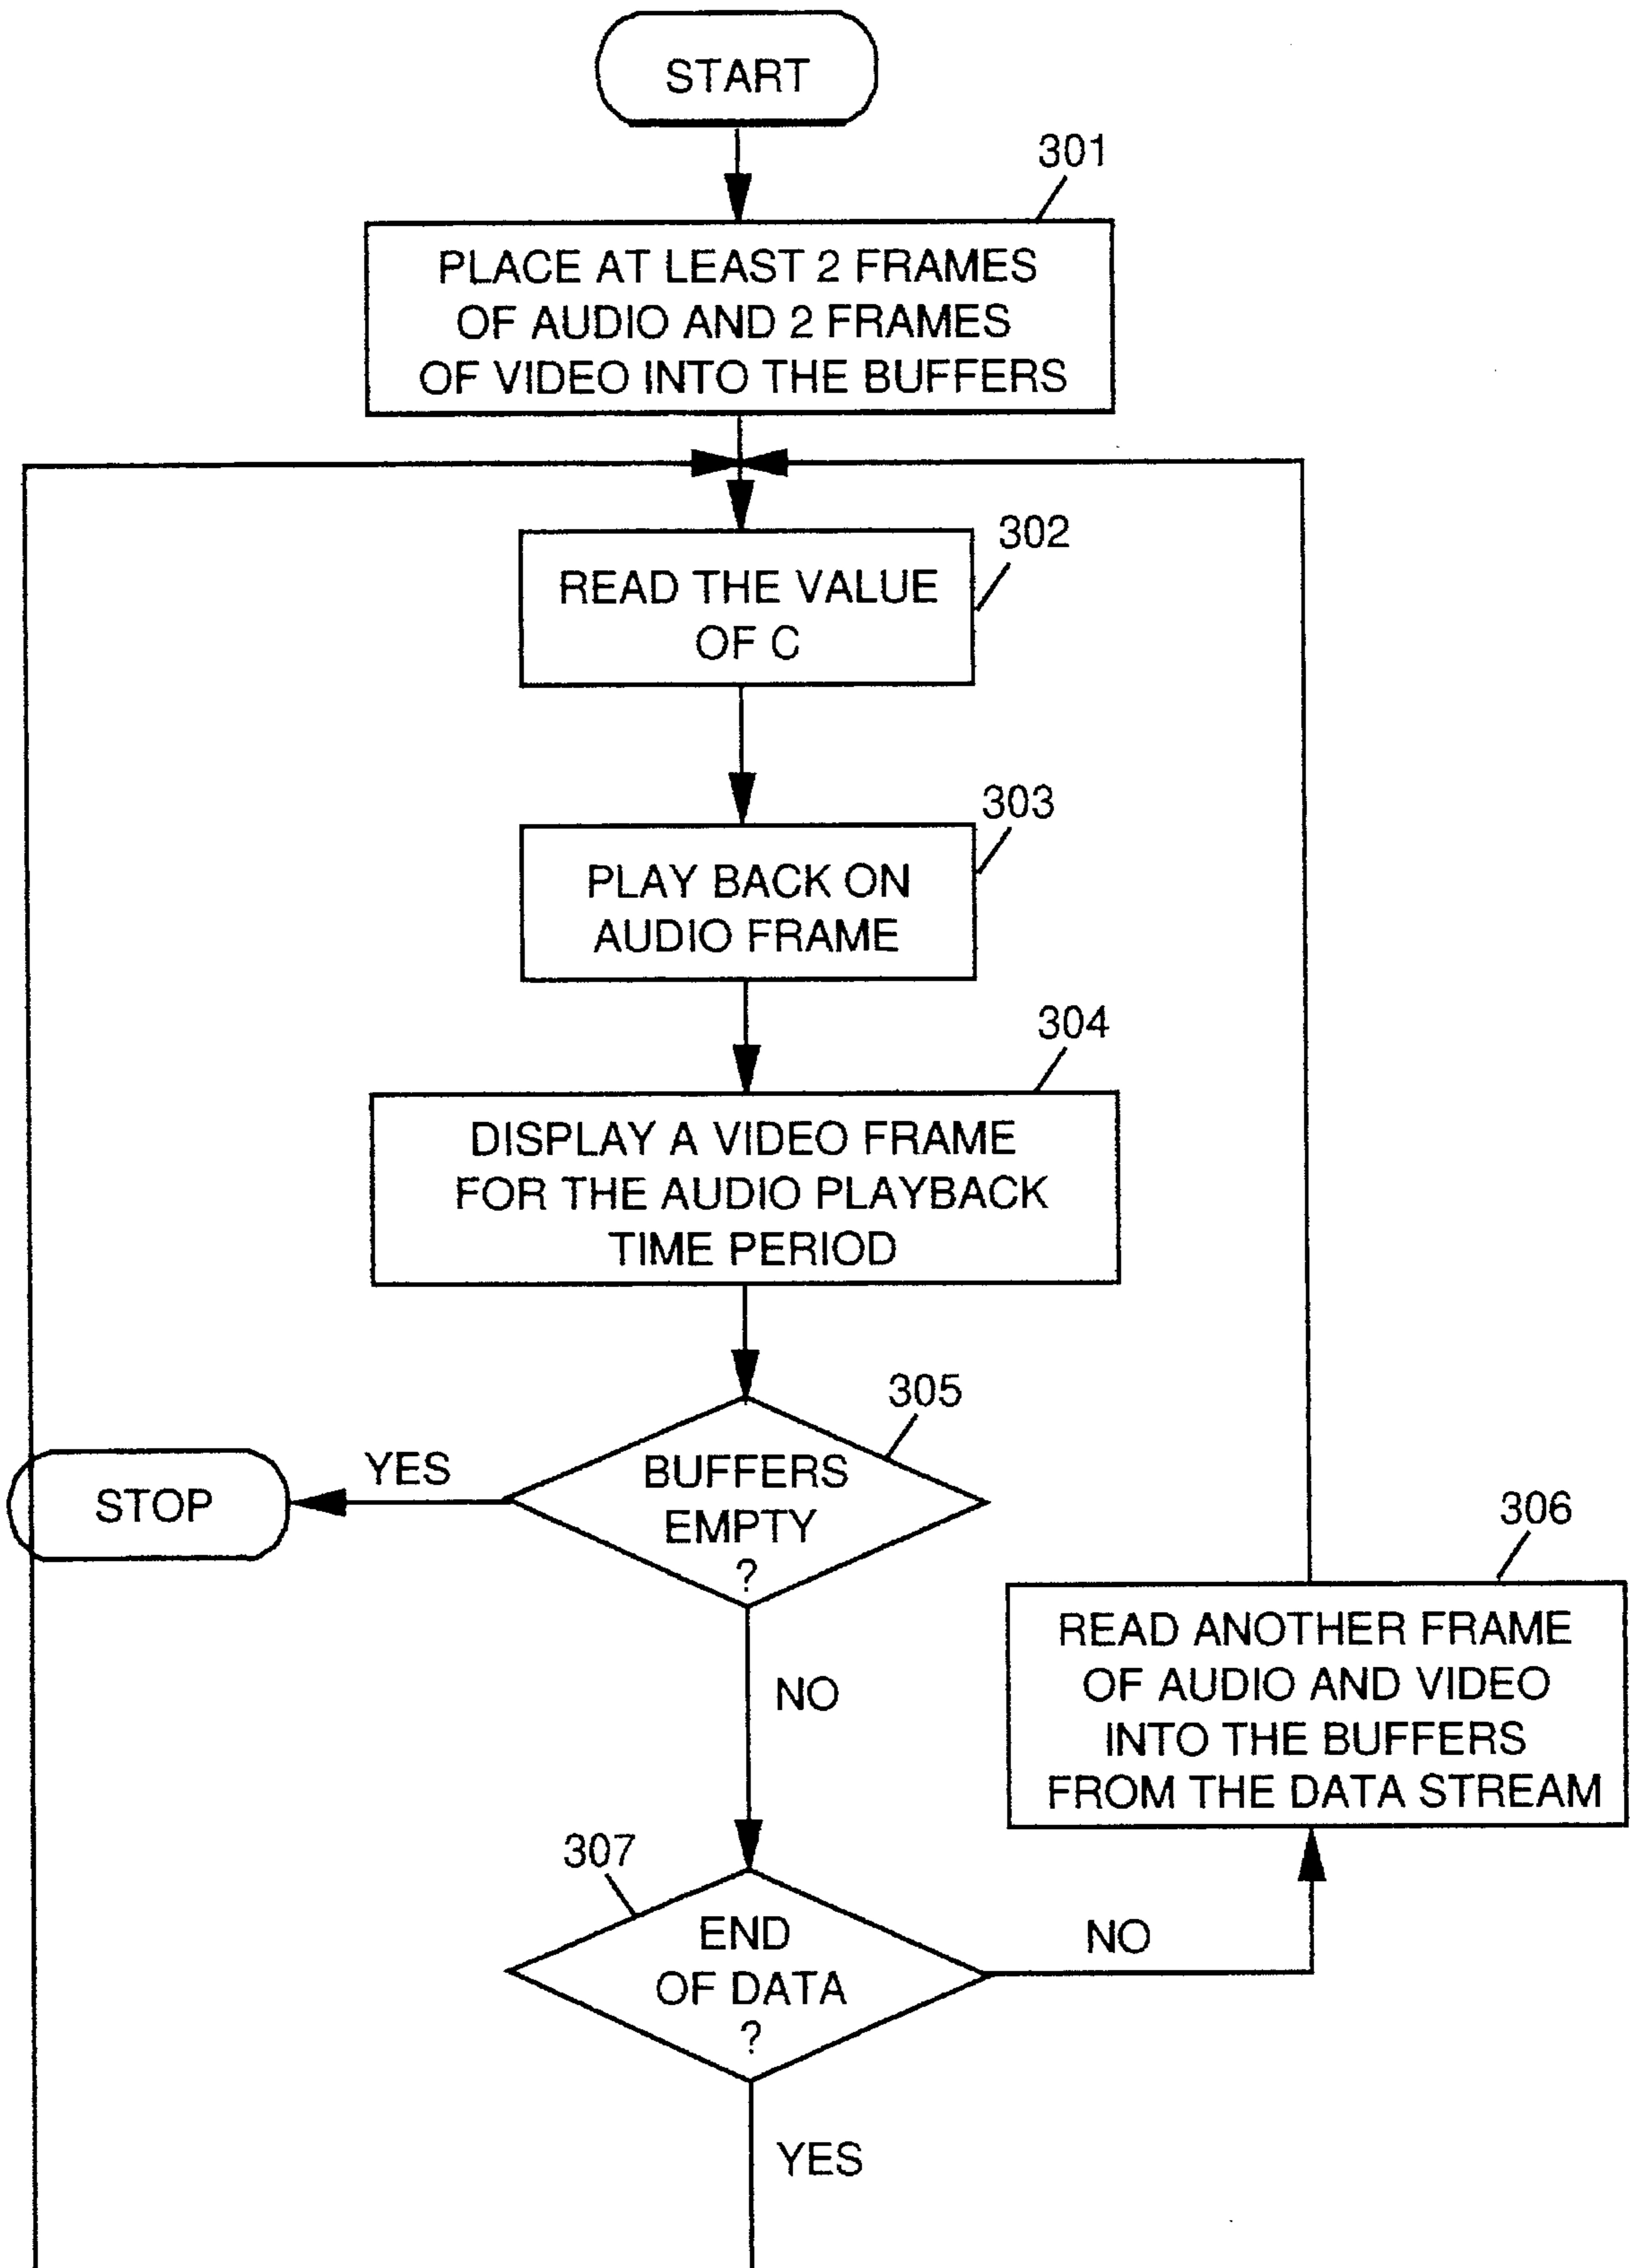 START
301
PLACE AT LEAST 2 FRAMES
OF AUDIO AND 2 FRAMES
OF VIDEO INTO THE BUFFERS
302
READ THE VALUE
OF C
303
PLAY BACK ON
AUDIO FRAME
304
DISPLAY A VIDEO FRAME
FOR THE AUDIO PLAYBACK
TIME PERIOD
305
BUFFERS
EMPTY
?
YES
STOP
NO
306
READ ANOTHER FRAME
OF AUDIO AND VIDEO
INTO THE BUFFERS
FROM THE DATA STREAM
307
END
OF DATA
?
NO
YES